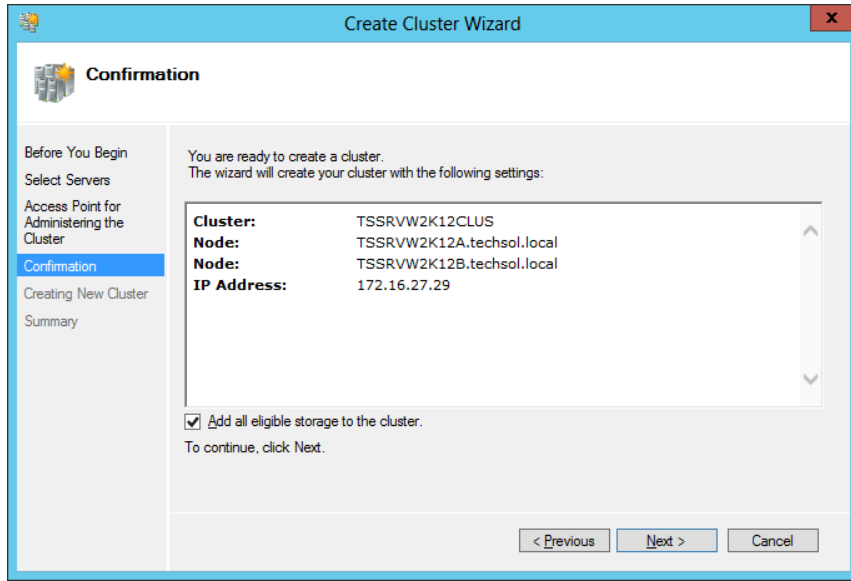 Create Cluster Wizard
x
Confirmation
Before You Begin
Select Servers
Access Point for
Administering the
Cluster
Confirmation
Creating New Cluster
Summary
You are ready to create a cluster.
The wizard will create your cluster with the following settings:
Cluster: TSSRVW2K12CLUS
Node: TSSRVW2K12A.techsol.local
Node: TSSRVW2K12B.techsol.local
IP Address: 172.16.27.29
Add all eligible storage to the cluster.
To continue, click Next.
< Previous Next > Cancel